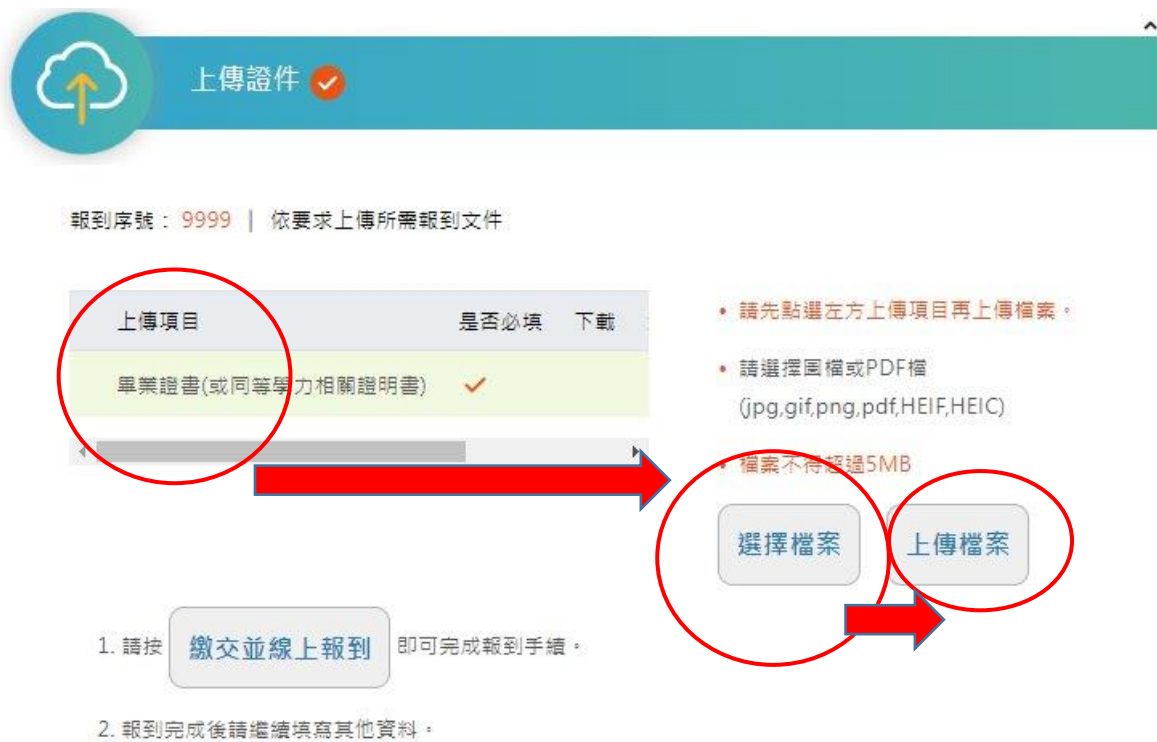 上傳證件
報到序號：9999 | 依要求上傳所需報到文件
上傳項目 是否必填 下載
畢業證書(或同等學力相關證明書)
• 請先點選左方上傳項目再上傳檔案。
• 請選擇圖檔或PDF檔
(jpg,gif,png,pdf,HEIF,HEIC)
• 檔案不得超過5MB
選擇檔案 上傳檔案
1. 請按 繳交並線上報到 即可完成報到手續。
2. 報到完成後請繼續填寫其他資料。